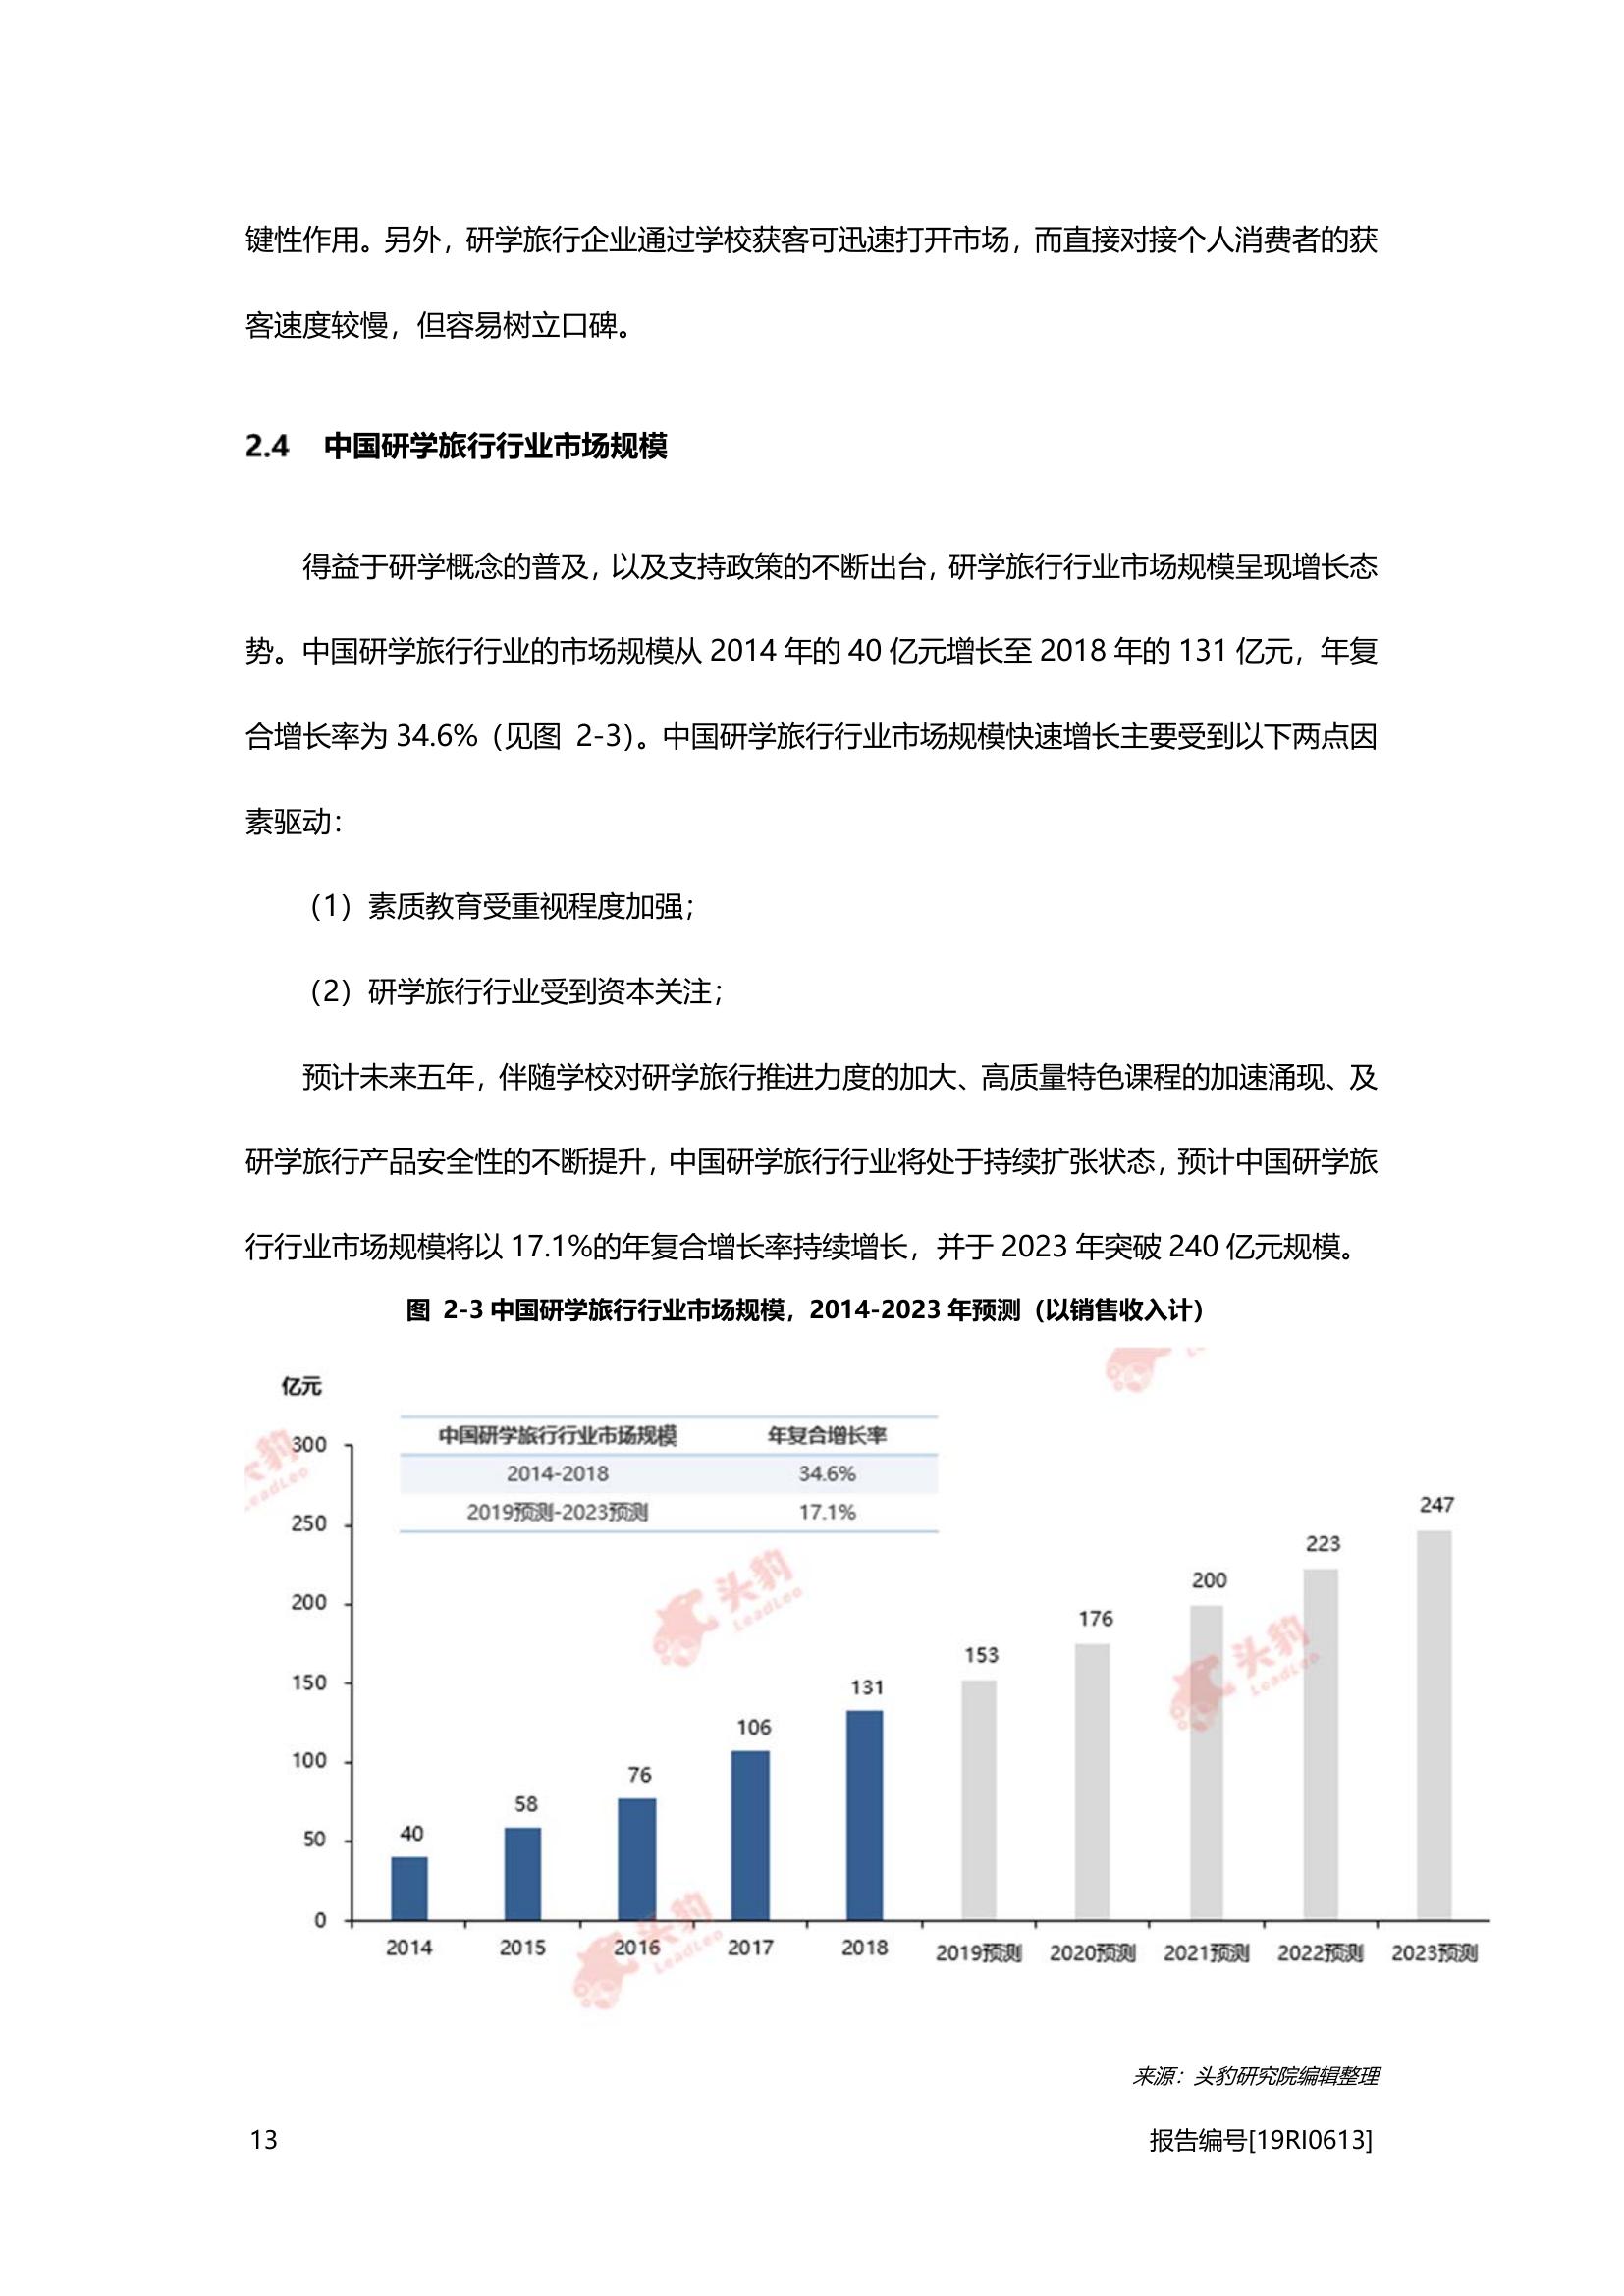 键性作用。另外，研学旅行企业通过学校获客可迅速打开市场，而直接对接个人消费者的获
客速度较慢，但容易树立口碑。
2.4 中国研学旅行行业市场规模
得益于研学概念的普及，以及支持政策的不断出台，研学旅行行业市场规模呈现增长态
势。中国研学旅行行业的市场规模从 2014 年的 40 亿元增长至 2018 年的 131 亿元，年复
合增长率为 34.6%（见图 2-3）。中国研学旅行行业市场规模快速增长主要受到以下两点因
素驱动：
（1）素质教育受重视程度加强；
（2）研学旅行行业受到资本关注；
预计未来五年，伴随学校对研学旅行推进力度的加大、高质量特色课程的加速涌现、及
研学旅行产品安全性的不断提升，中国研学旅行行业将处于持续扩张状态，预计中国研学旅
行行业市场规模将以 17.1%的年复合增长率持续增长，并于 2023 年突破 240 亿元规模。
图 2-3 中国研学旅行行业市场规模，2014-2023 年预测（以销售收入计）
亿元
中国研学旅行行业市场规模 年复合增长率
2014-2018 34.6%
2019预测-2023预测 17.1%
300
250
200
150
100
50
0
40
58
76
106
131
153
176
200
223
247
2014 2015 2016 2017 2018 2019预测 2020预测 2021预测 2022预测 2023预测
头豹
LeadLeo
头豹
LeadLeo
头豹
LeadLeo
头豹
LeadLeo
来源：头豹研究院编辑整理
13 报告编号[19RI0613]